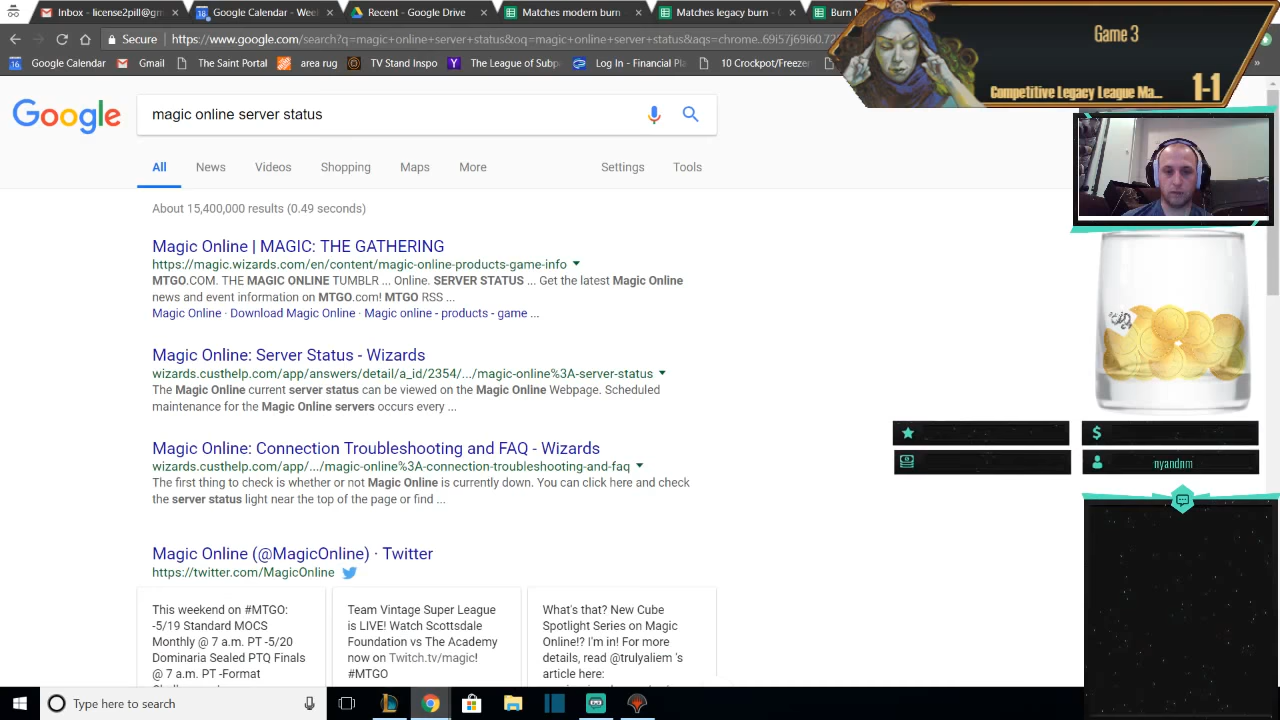 Inbox - license2pill@gm
Google Calendar - Week
Recent - Google Drive
Matches modern burn
Matches legacy burn - G
Burn M
Secure
https://www.google.com/search?q=magic+online+server+status&oq=magic+online+server+status&aqs=chrome..69i57j69i60.72
Google Calendar
Gmail
The Saint Portal
area rug
TV Stand Inspo
The League of Subp
Log In - Financial Pla
10 Crockpot/Freezer
Game 3
Competitive Legacy League Ma...
1-1
Google
magic online server status
All
News
Videos
Shopping
Maps
More
Settings
Tools
About 15,400,000 results (0.49 seconds)
Magic Online | MAGIC: THE GATHERING
https://magic.wizards.com/en/content/magic-online-products-game-info
MTGO.COM. THE MAGIC ONLINE TUMBLR ... Online. SERVER STATUS ... Get the latest Magic Online
news and event information on MTGO.com! MTGO RSS ...
Magic Online · Download Magic Online · Magic online - products - game ...
Magic Online: Server Status - Wizards
wizards.custhelp.com/app/answers/detail/a_id/2354/.../magic-online%3A-server-status
The Magic Online current server status can be viewed on the Magic Online Webpage. Scheduled
maintenance for the Magic Online servers occurs every ...
Magic Online: Connection Troubleshooting and FAQ - Wizards
wizards.custhelp.com/app/.../magic-online%3A-connection-troubleshooting-and-faq
The first thing to check is whether or not Magic Online is currently down. You can click here and check
the server status light near the top of the page or find ...
Magic Online (@MagicOnline) · Twitter
https://twitter.com/MagicOnline
This weekend on #MTGO:
-5/19 Standard MOCS
Monthly @ 7 a.m. PT -5/20
Dominaria Sealed PTQ Finals
@ 7 a.m. PT -Format
Team Vintage Super League
is LIVE! Watch Scottsdale
Foundation vs The Academy
now on Twitch.tv/magic!
#MTGO
What's that? New Cube
Spotlight Series on Magic
Online!? I'm in! For more
details, read @trulyaliem 's
article here:
nyandnm
Type here to search